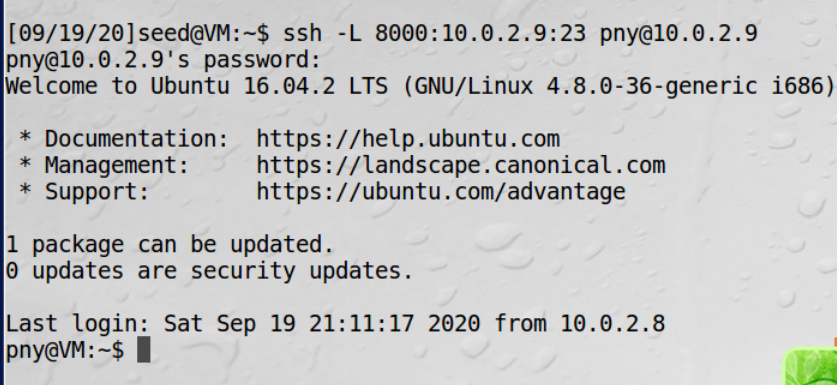 [09/19/20]seed@VM:~$ ssh -L 8000:10.0.2.9:23 pny@10.0.2.9
pny@10.0.2.9's password:
Welcome to Ubuntu 16.04.2 LTS (GNU/Linux 4.8.0-36-generic i686)

 * Documentation:  https://help.ubuntu.com
 * Management:     https://landscape.canonical.com
 * Support:        https://ubuntu.com/advantage

1 package can be updated.
0 updates are security updates.

Last login: Sat Sep 19 21:11:17 2020 from 10.0.2.8
pny@VM:~$